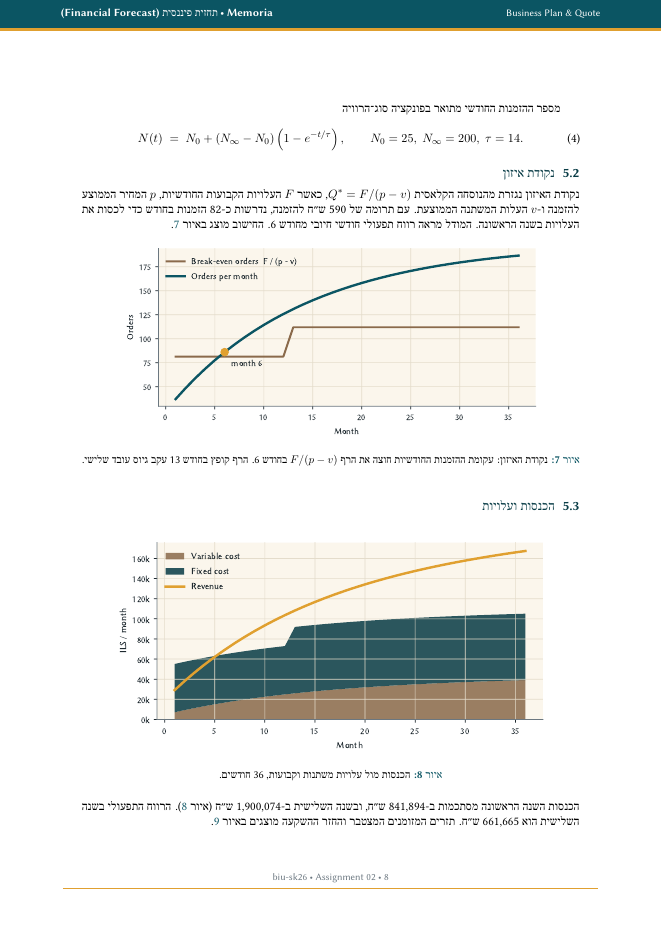 (Financial Forecast) תחזית פיננסית • Memoria
Business Plan & Quote
מספר ההזמנות החודשי מתואר בפונקציה סוג־הרוויה
N(t) = N₀ + (N∞ − N₀) (1 − e^{−t/τ}) , N₀ = 25, N∞ = 200, τ = 14. (4)
5.2 נקודת איזון
נקודת האיזון נגזרת מהנוסחה הקלאסית Q* = F/(p − v), כאשר F העלויות הקבועות החודשיות, p המחיר הממוצע
להזמנה ו-v העלות המשתנה הממוצעת. עם תרומה של 590 ש״ח להזמנה, נדרשות כ-82 הזמנות בחודש כדי לכסות את
העלויות בשנה הראשונה. המודל מראה רווח תפעולי חודשי חיובי מחודש 6. החישוב מוצג באיור 7.
Break-even orders F / (p - v)
Orders per month
175
150
125
100
75
50
Orders
month 6
0 5 10 15 20 25 30 35
Month
איור 7: נקודת האיזון: עקומת ההזמנות החודשיות חוצה את הרף F/(p − v) בחודש 6. הרף קופץ בחודש 13 עקב גיוס עובד שלישי.
5.3 הכנסות ועלויות
Variable cost
Fixed cost
Revenue
160k
140k
120k
100k
80k
60k
40k
20k
0k
ILS / month
0 5 10 15 20 25 30 35
Month
איור 8: הכנסות מול עלויות משתנות וקבועות, 36 חודשים.
הכנסות השנה הראשונה מסתכמות ב-841,894 ש״ח, ובשנה השלישית ב-1,900,074 ש״ח (איור 8). הרווח התפעולי בשנה
השלישית הוא 661,665 ש״ח. תזרים המזומנים המצטבר והחזר ההשקעה מוצגים באיור 9.
biu-sk26 • Assignment 02 • 8